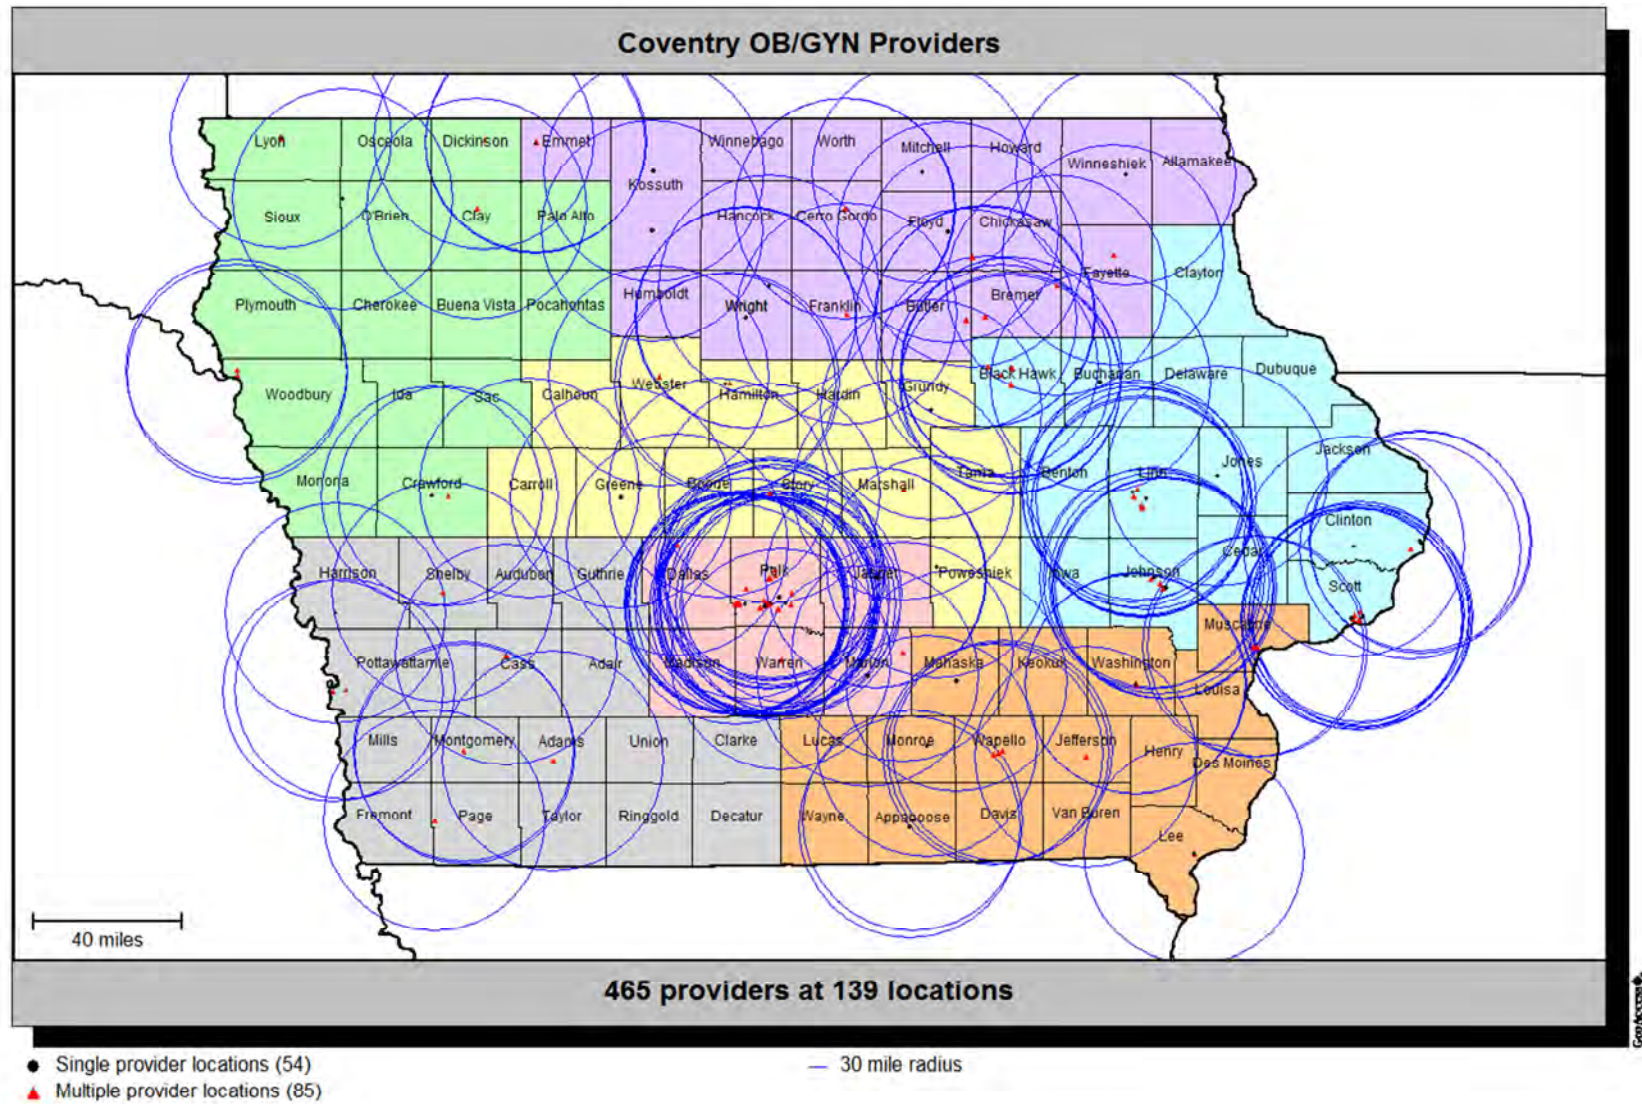 Coventry OB/GYN Providers
Lyon Osceola Dickinson Emmet Winnebago Worth Mitchell Howard Winneshiek Allamakee
Kossuth
Sioux O'Brien Clay Palo Alto Hancock Cerro Gordo Floyd Chickasaw
Fayette Clayton
Plymouth Cherokee Buena Vista Pocahontas Humboldt Wright Franklin Butler Bremer
Woodbury Ida Sac Calhoun Webster Hamilton Hardin Grundy Black Hawk Buchanan Delaware Dubuque
Monona Crawford Carroll Greene Boone Story Marshall Tama Benton Linn Jones Jackson
Clinton
Cedar
Harrison Shelby Audubon Guthrie Dallas Polk Jasper Poweshiek Iowa Johnson Scott
Muscatine
Pottawattamie Cass Adair Madison Warren Marion Mahaska Keokuk Washington
Louisa
Mills Montgomery Adams Union Clarke Lucas Monroe Wapello Jefferson Henry Des Moines
Fremont Page Taylor Ringgold Decatur Wayne Appanoose Davis Van Buren Lee
40 miles
465 providers at 139 locations
GeoAccess
Single provider locations (54)
30 mile radius
Multiple provider locations (85)